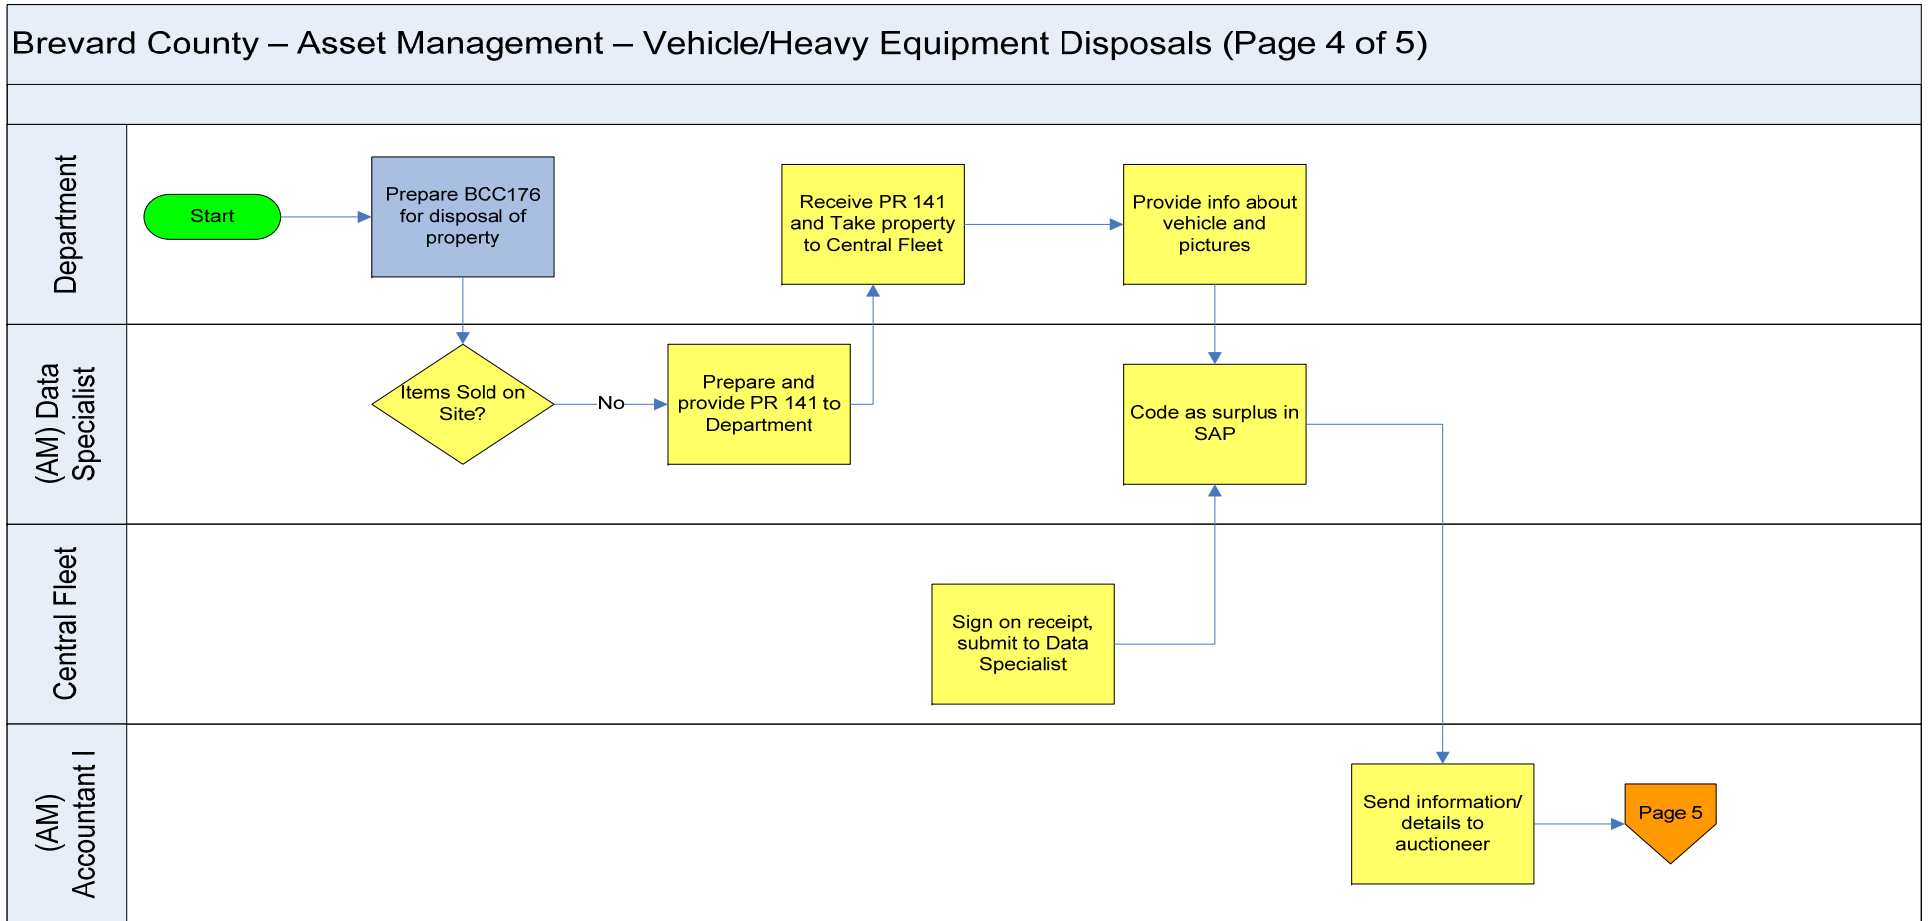 Brevard County – Asset Management – Vehicle/Heavy Equipment Disposals (Page 4 of 5)
Department
Start
Prepare BCC176
for disposal of
property
Receive PR 141
and Take property
to Central Fleet
Provide info about
vehicle and
pictures
(AM) Data
Specialist
Items Sold on
Site?
No
Prepare and
provide PR 141 to
Department
Code as surplus in
SAP
Central Fleet
Sign on receipt,
submit to Data
Specialist
(AM)
Accountant I
Send information/
details to
auctioneer
Page 5